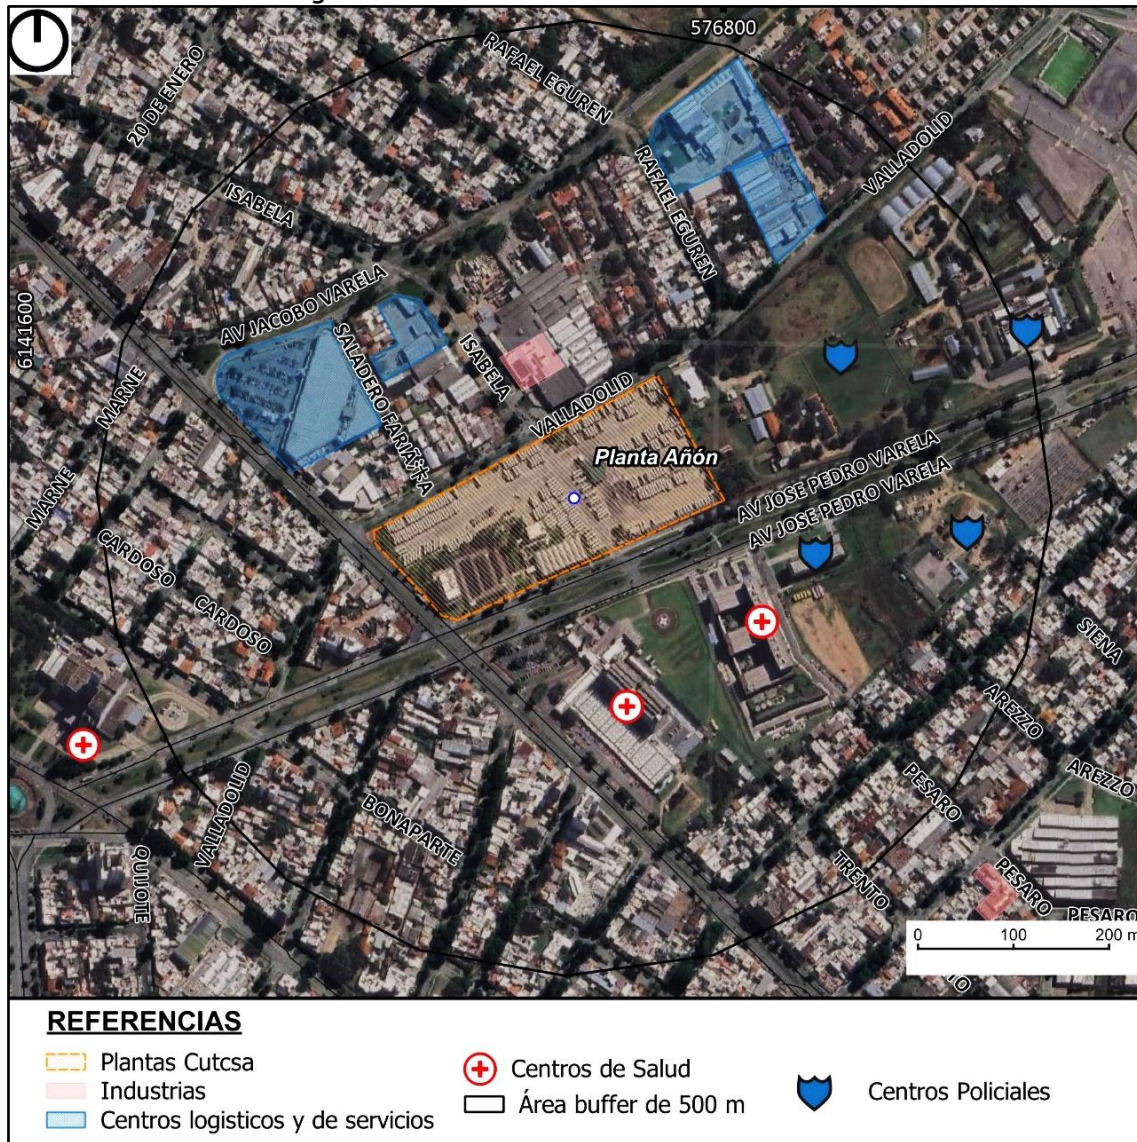 576800
RAFAEL EGUREN
20 DE ENERO
VALLADOLID
ISABELA
RAFAEL EGUREN
AV JACOBO VARELA
6141600
SALADERO FARIÑA
ISABELA
MARNE
VALLADOLID
Planta Añón
AV JOSE PEDRO VARELA
AV JOSE PEDRO VARELA
MARNE
CARDOSO
CARDOSO
SIENA
AREZZO
AREZZO
PESARO
VALLADOLID
BONAPARTE
QUIJOTE
TRENTO
PESARO
PESARO
0 100 200 m
TO
REFERENCIAS
Plantas Cutcsa
Industrias
Centros logisticos y de servicios
Centros de Salud
Área buffer de 500 m
Centros Policiales